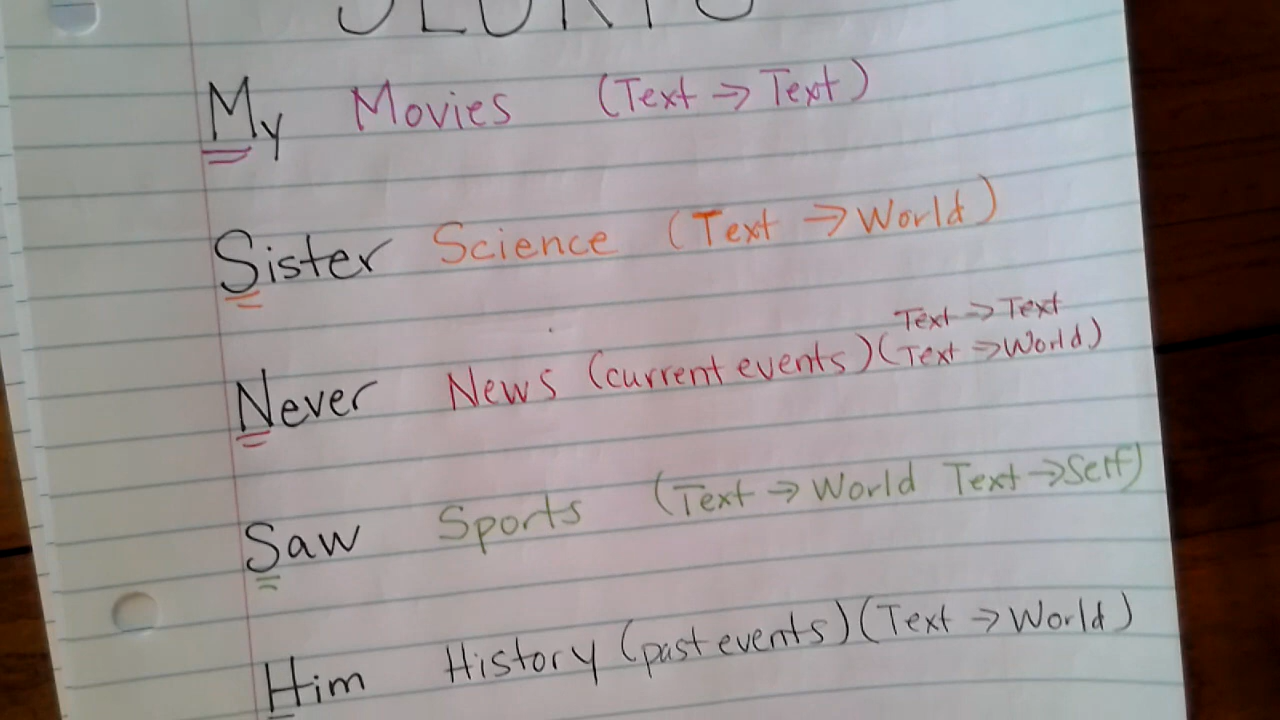 My Movies (Text → Text)
Sister Science (Text → World)
Text → Text
Never News (current events) (Text → World)
Saw Sports (Text → World Text → Self)
Him History (past events) (Text → World)